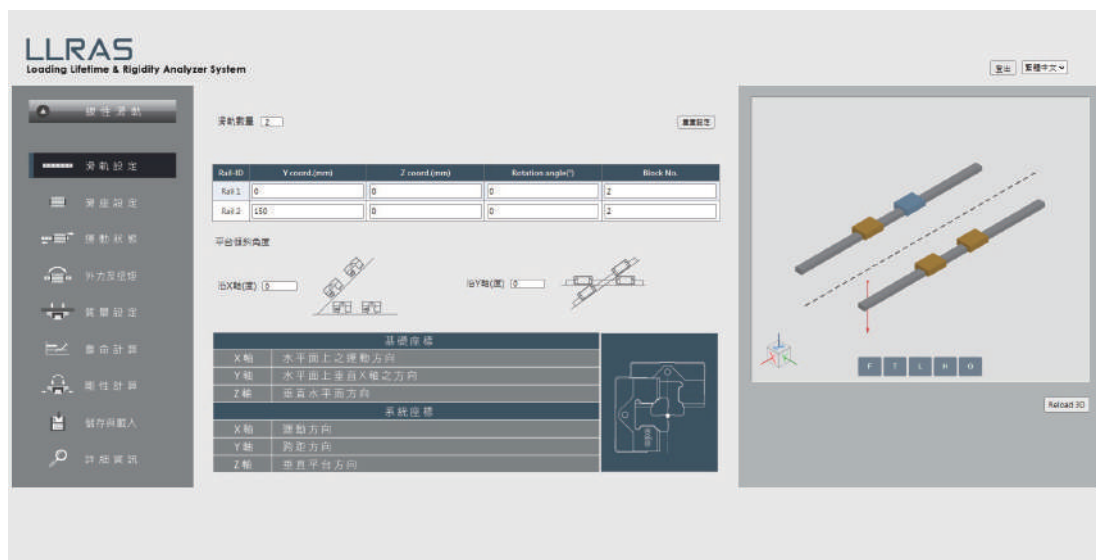 LLRAS
Loading Lifetime & Rigidity Analyzer System
登出 繁體中文
線性滑軌
滑軌設定
滑座設定
運動狀態
外力及扭矩
質量設定
壽命計算
剛性計算
儲存與載入
詳細資訊
滑軌數量 2
重置設定
Rail-ID Y coord.(mm) Z coord.(mm) Rotation angle(°) Block No.
Rail 1 0 0 0 2
Rail 2 150 0 0 2
平台傾斜角度
沿X軸(度) 0
沿Y軸(度) 0
基礎座標
X軸 水平面上之運動方向
Y軸 水平面上垂直X軸之方向
Z軸 垂直水平面方向
系統座標
X軸 運動方向
Y軸 跨距方向
Z軸 垂直平台方向
F T L H O
Reload 3D